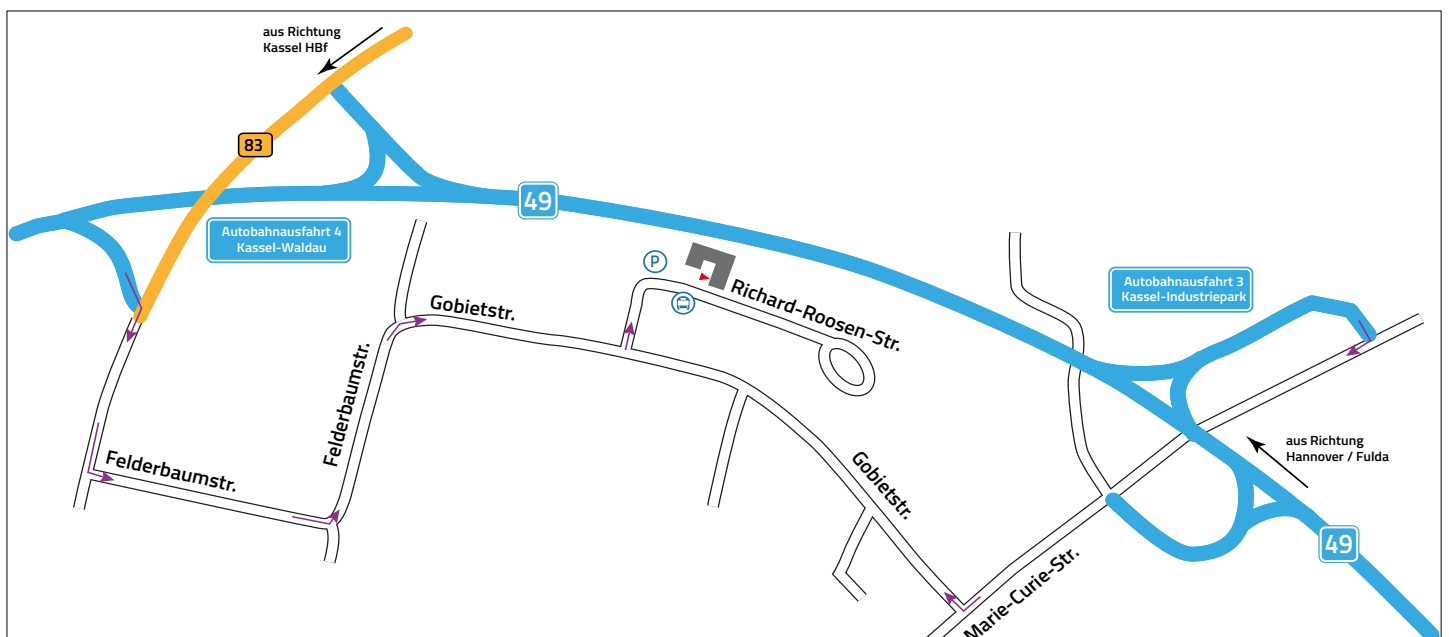 aus Richtung
Kassel HBf
83
49
Autobahnausfahrt 4
Kassel-Waldau
P
Richard-Roosen-Str.
Autobahnausfahrt 3
Kassel-Industriepark
Gobietstr.
Felderbaumstr.
Felderbaumstr.
Gobietstr.
aus Richtung
Hannover / Fulda
49
Marie-Curie-Str.